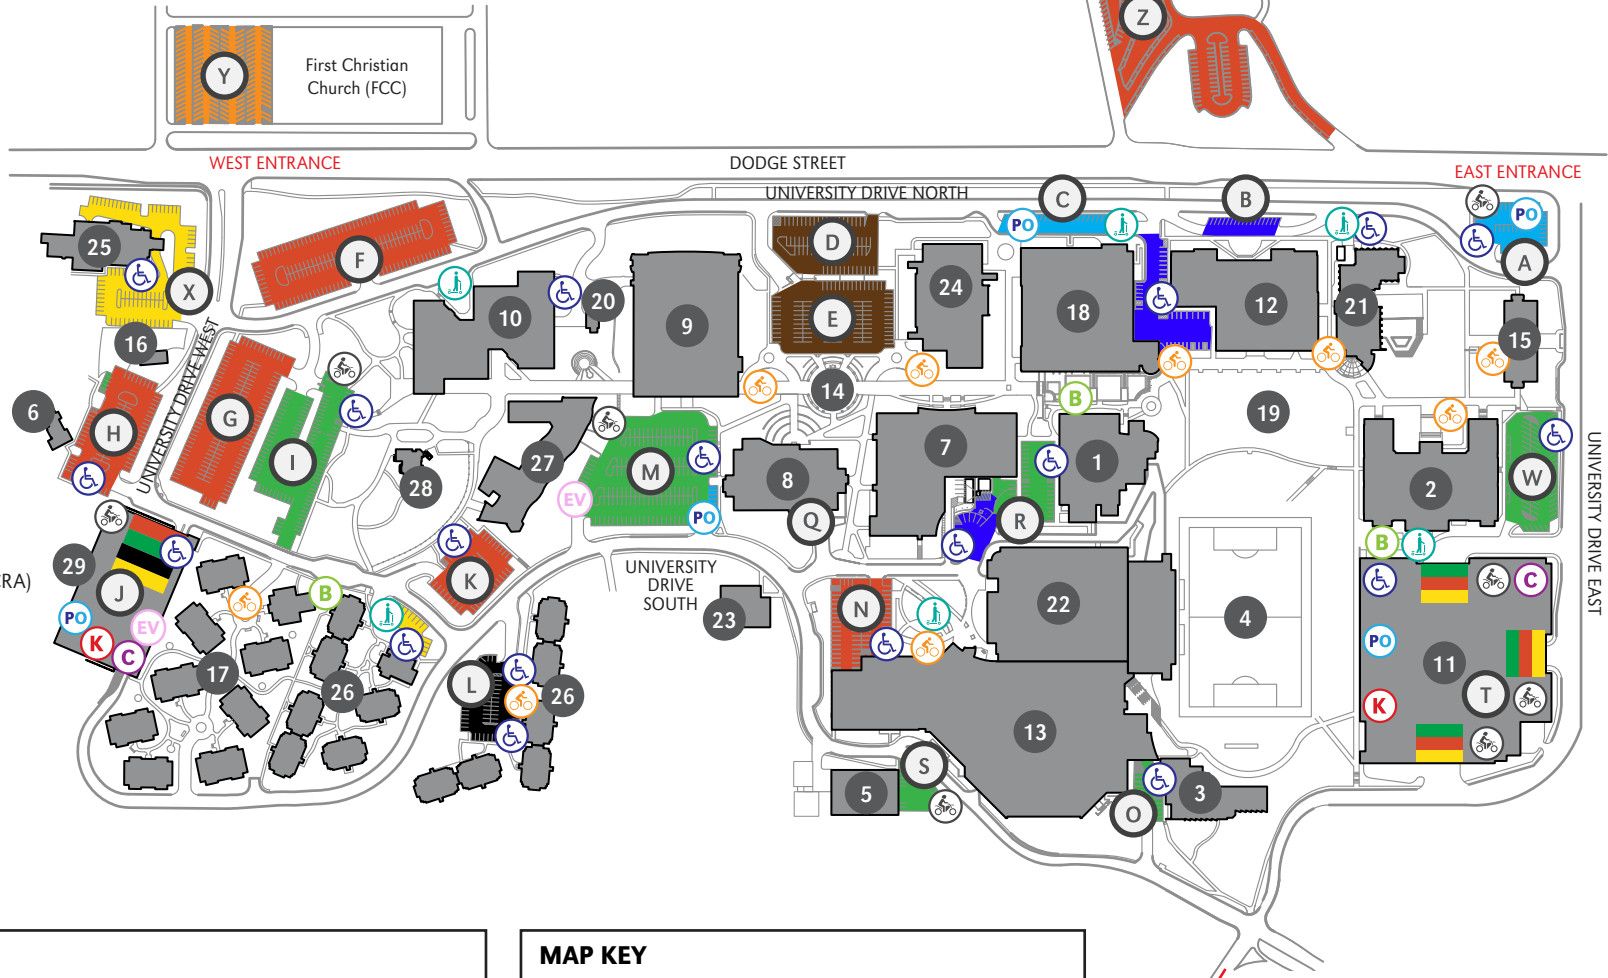 Z
Y
First Christian
Church (FCC)
WEST ENTRANCE
DODGE STREET
EAST ENTRANCE
UNIVERSITY DRIVE NORTH
C
B
PO
PO
A
25
D
F
X
24
10
20
9
E
18
12
21
16
15
UNIVERSITY DRIVE WEST
14
B
6
H
G
I
19
M
27
28
7
8
1
2
W
EV
PO
Q
R
UNIVERSITY DRIVE EAST
29
CRA)
J
K
UNIVERSITY
DRIVE
SOUTH
B
PO
EV
K
C
B
23
N
22
4
B
C
PO
11
K
T
17
26
L
26
13
S
5
O
3
MAP KEY